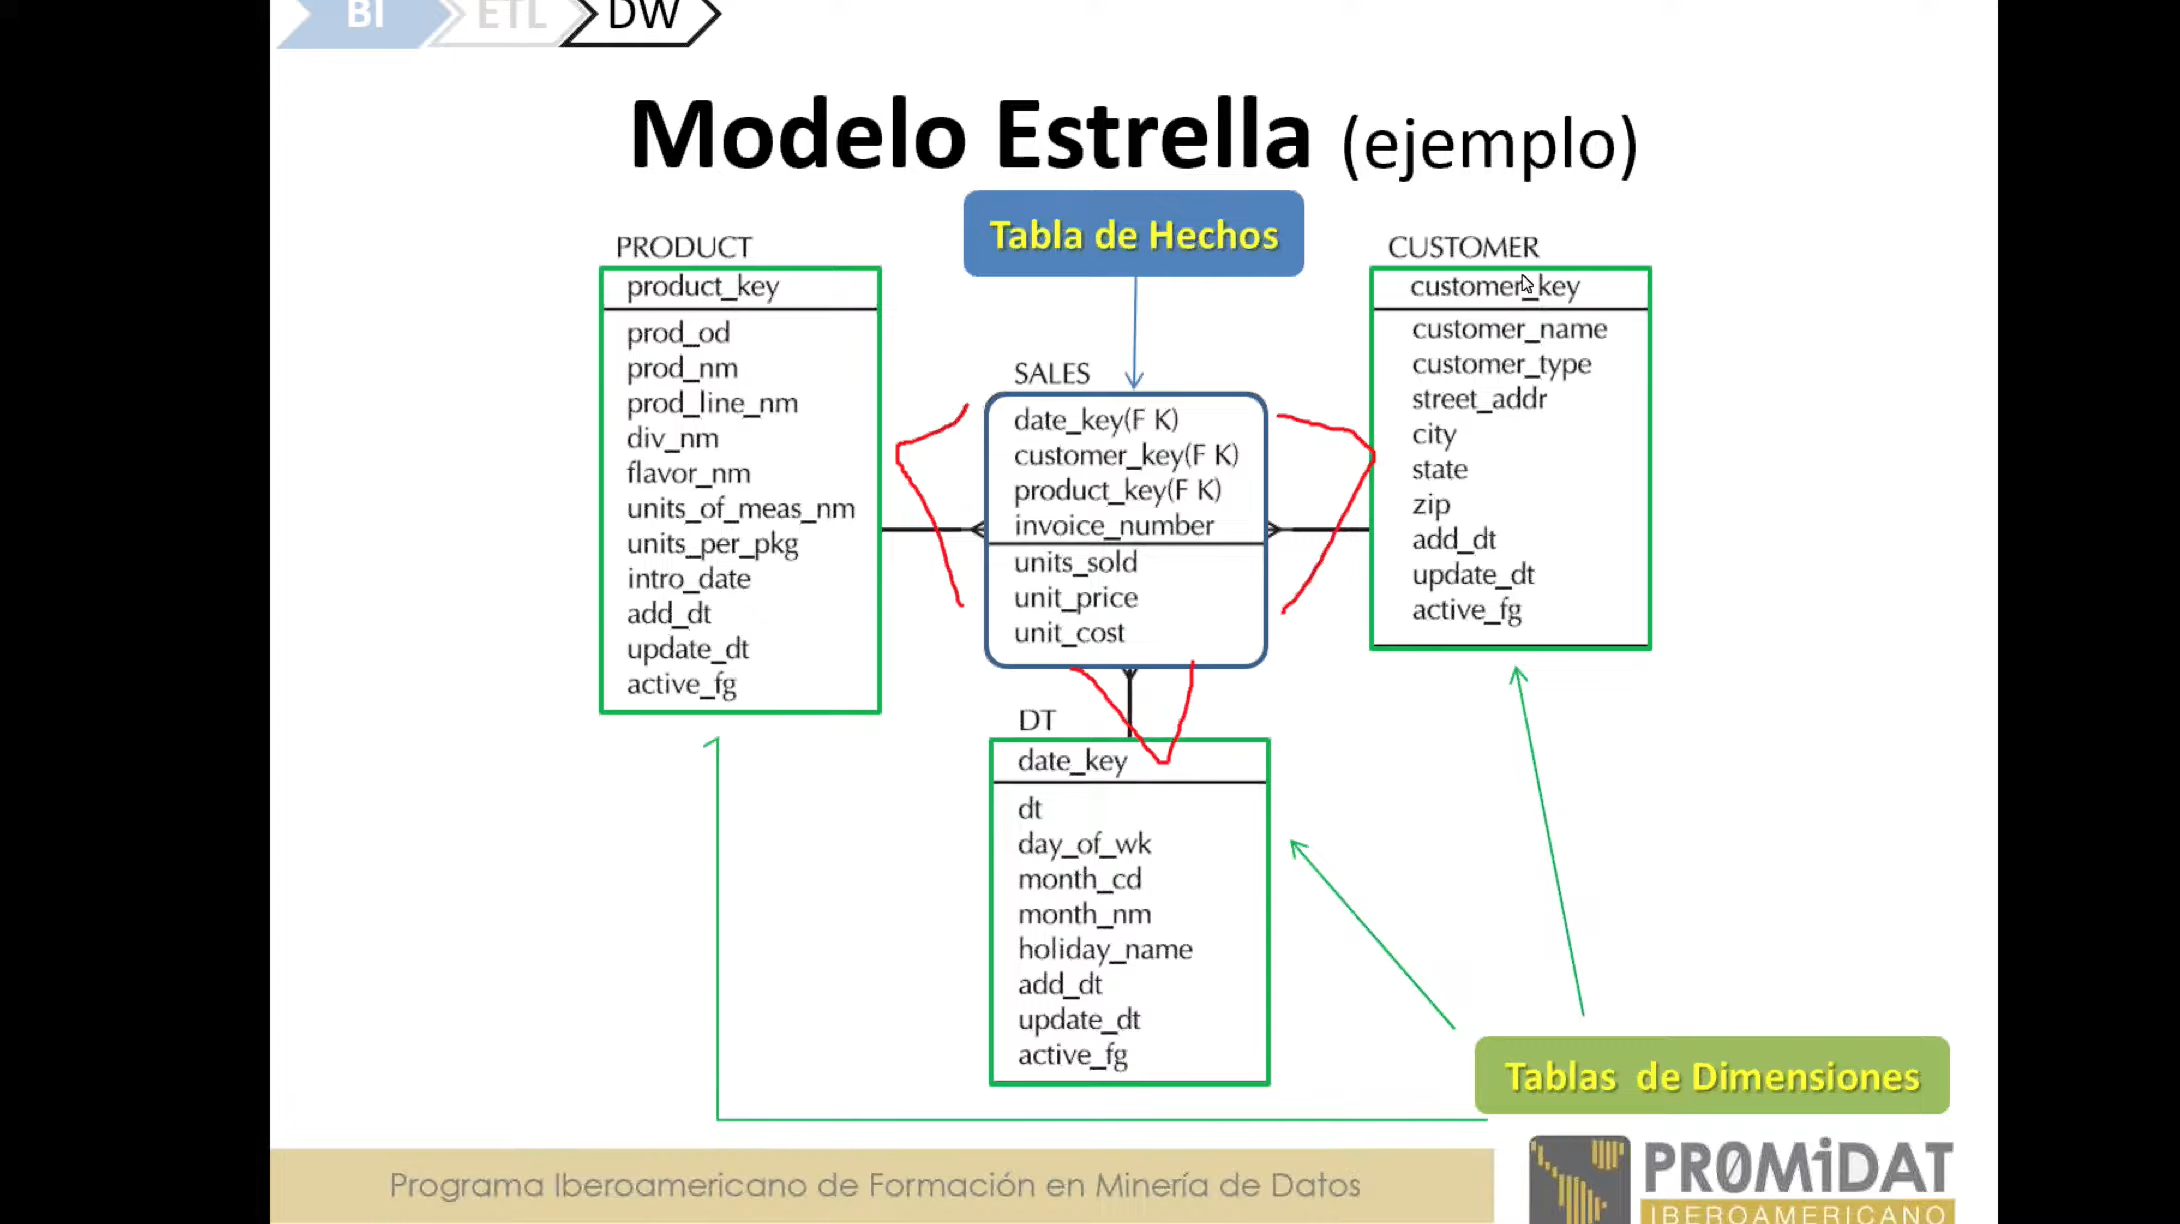 BI ETL DW
Modelo Estrella (ejemplo)
Tabla de Hechos
PRODUCT
product_key
prod_od
prod_nm
prod_line_nm
div_nm
flavor_nm
units_of_meas_nm
units_per_pkg
intro_date
add_dt
update_dt
active_fg
SALES
date_key(F K)
customer_key(F K)
product_key(F K)
invoice_number
units_sold
unit_price
unit_cost
CUSTOMER
customer_key
customer_name
customer_type
street_addr
city
state
zip
add_dt
update_dt
active_fg
DT
date_key
dt
day_of_wk
month_cd
month_nm
holiday_name
add_dt
update_dt
active_fg
Tablas de Dimensiones
Programa Iberoamericano de Formación en Minería de Datos
PR0MiDAT
IBEROAMERICANO